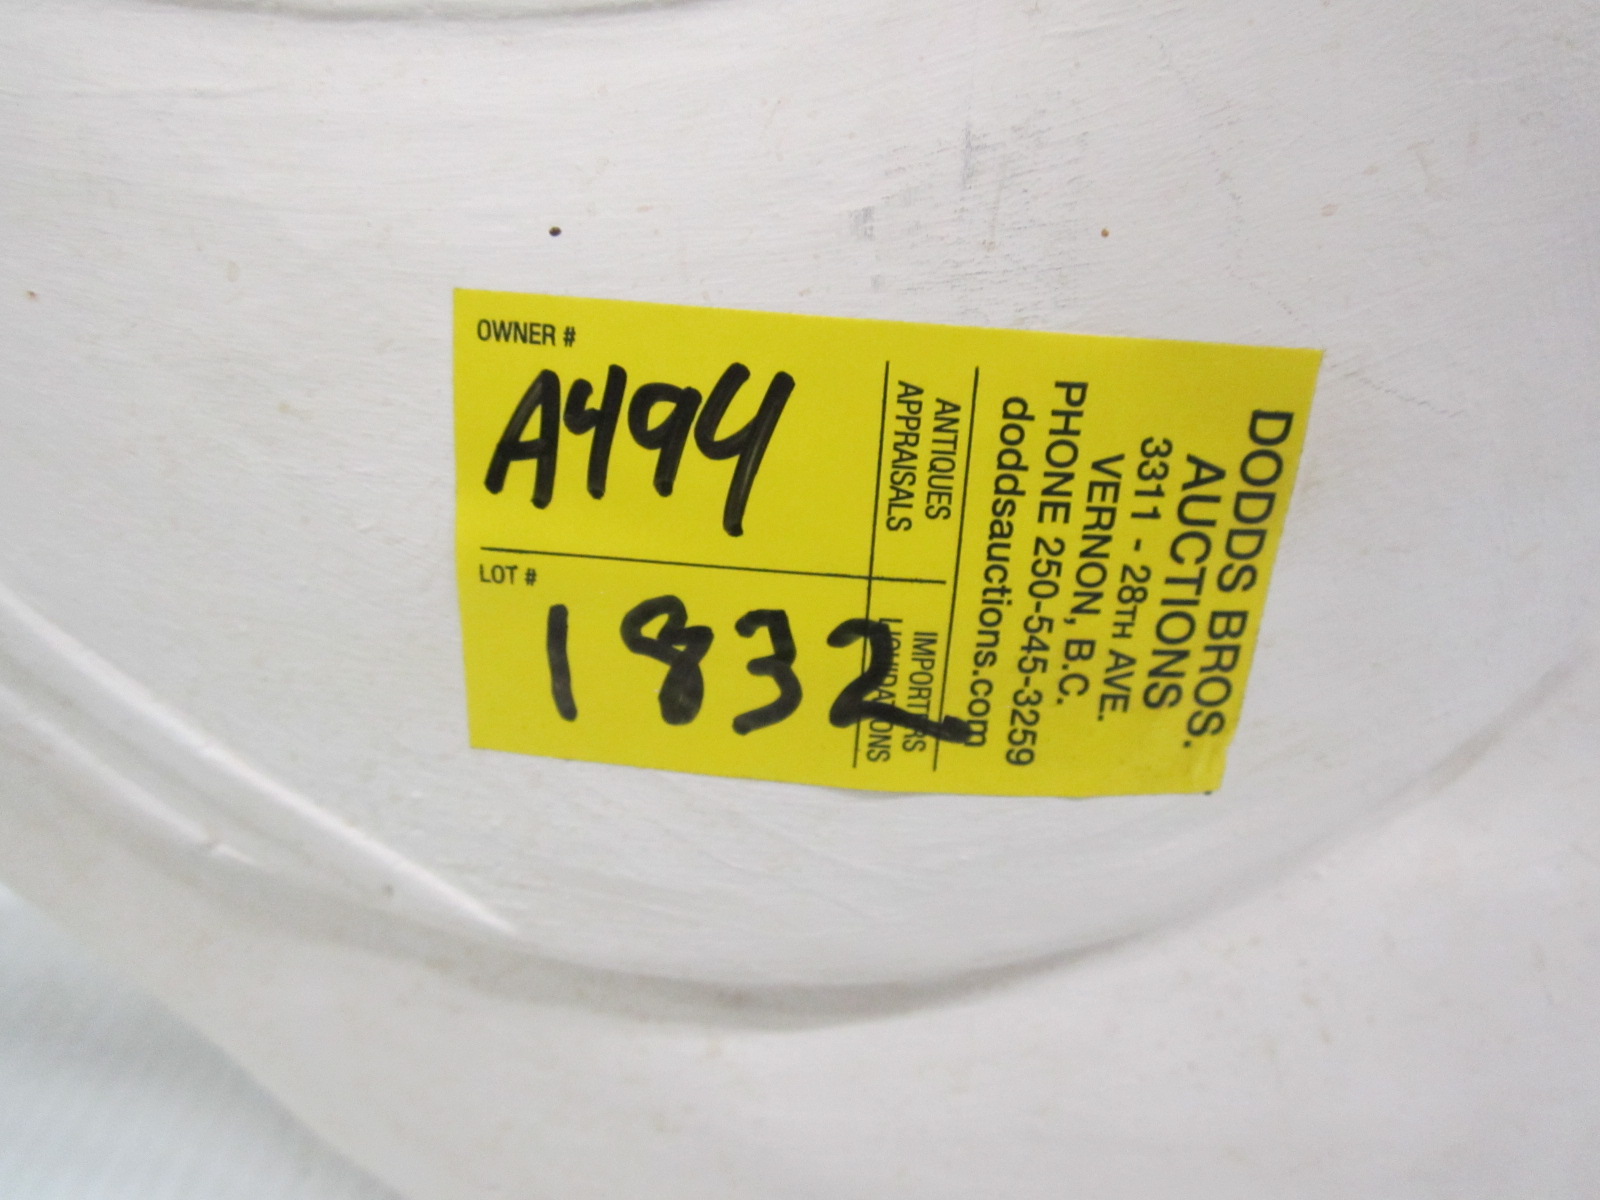 OWNER #
A494
LOT #
1832
DODDS BROS.
AUCTIONS
3311 - 28TH AVE.
VERNON, B.C.
PHONE 250-545-3259
doddsauctions.com
ANTIQUES
APPRAISALS
IMPORTERS
LIQUIDATIONS